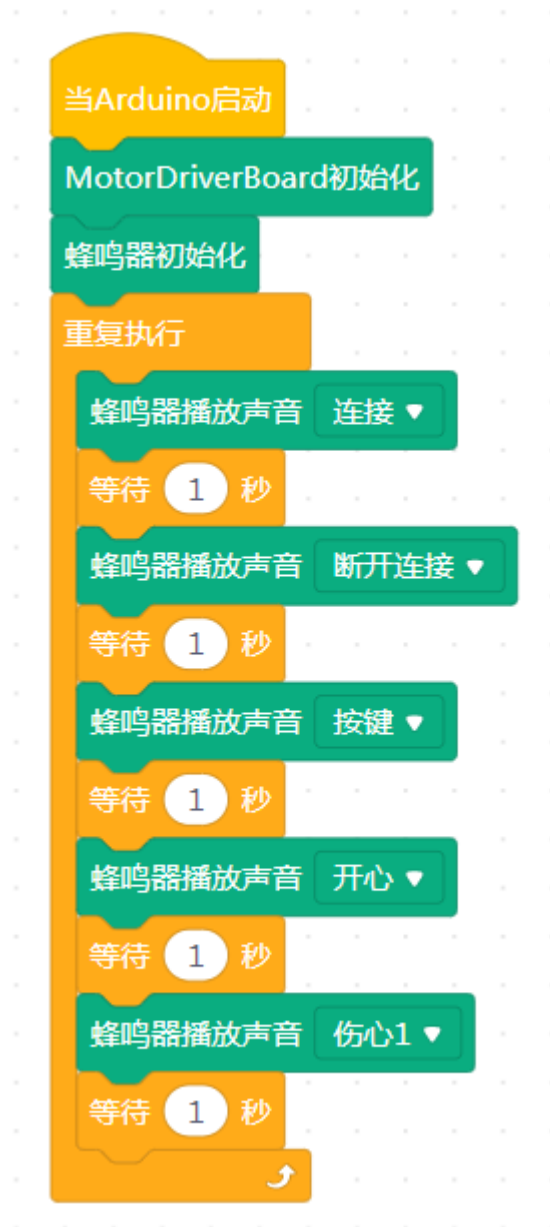 当Arduino启动
MotorDriverBoard初始化
蜂鸣器初始化
重复执行
蜂鸣器播放声音 连接
等待 1 秒
蜂鸣器播放声音 断开连接
等待 1 秒
蜂鸣器播放声音 按键
等待 1 秒
蜂鸣器播放声音 开心
等待 1 秒
蜂鸣器播放声音 伤心1
等待 1 秒